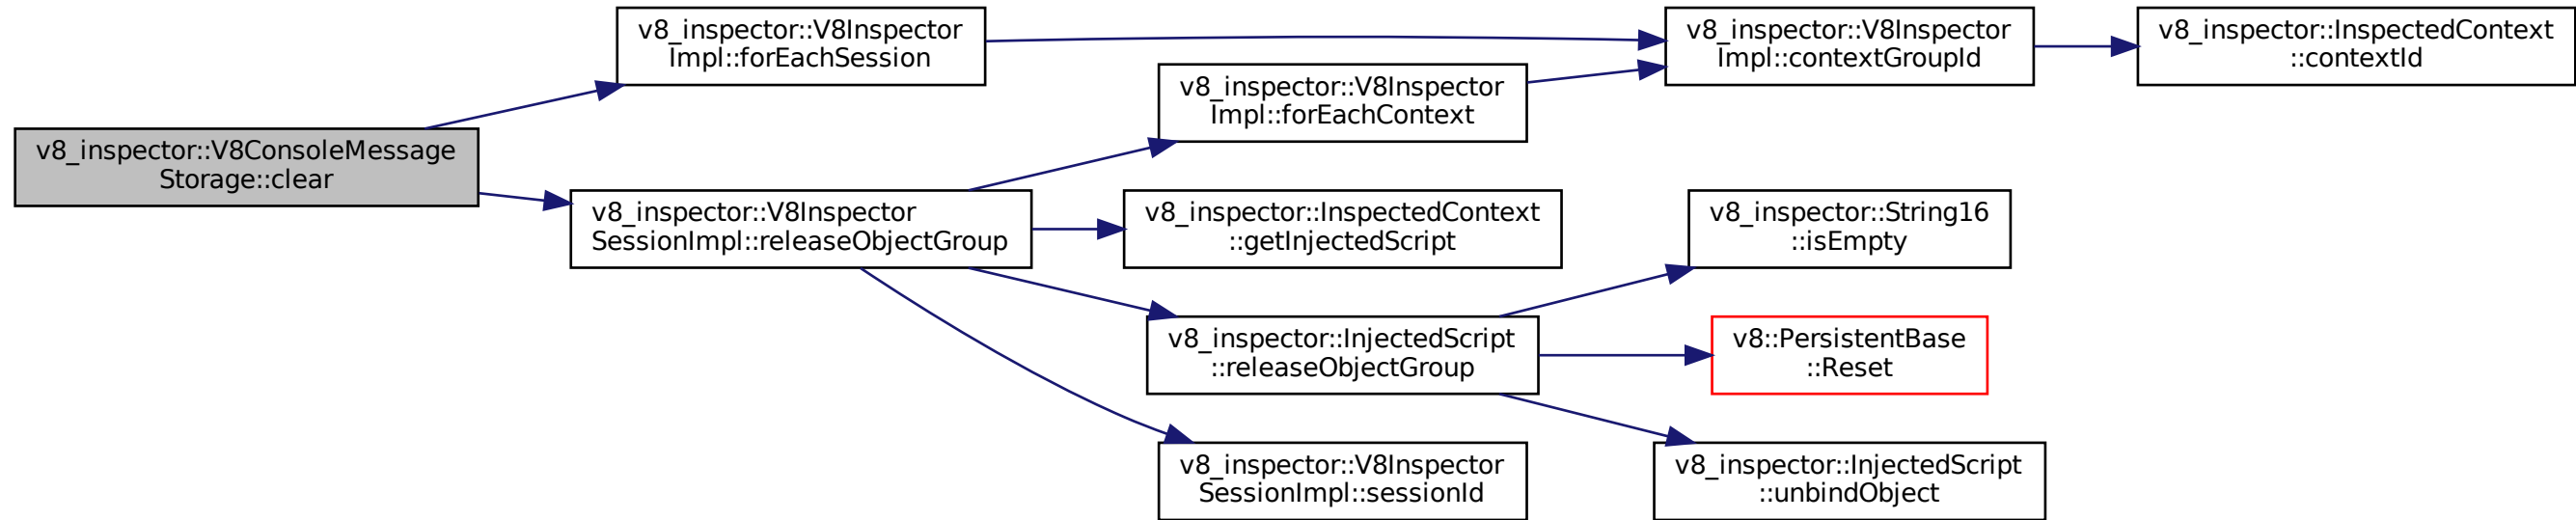 v8_inspector::V8ConsoleMessage
Storage::clear
v8_inspector::V8Inspector
Impl::forEachSession
v8_inspector::V8Inspector
SessionImpl::releaseObjectGroup
v8_inspector::V8Inspector
Impl::forEachContext
v8_inspector::InspectedContext
::getInjectedScript
v8_inspector::InjectedScript
::releaseObjectGroup
v8_inspector::V8Inspector
SessionImpl::sessionId
v8_inspector::V8Inspector
Impl::contextGroupId
v8_inspector::String16
::isEmpty
v8::PersistentBase
::Reset
v8_inspector::InjectedScript
::unbindObject
v8_inspector::InspectedContext
::contextId